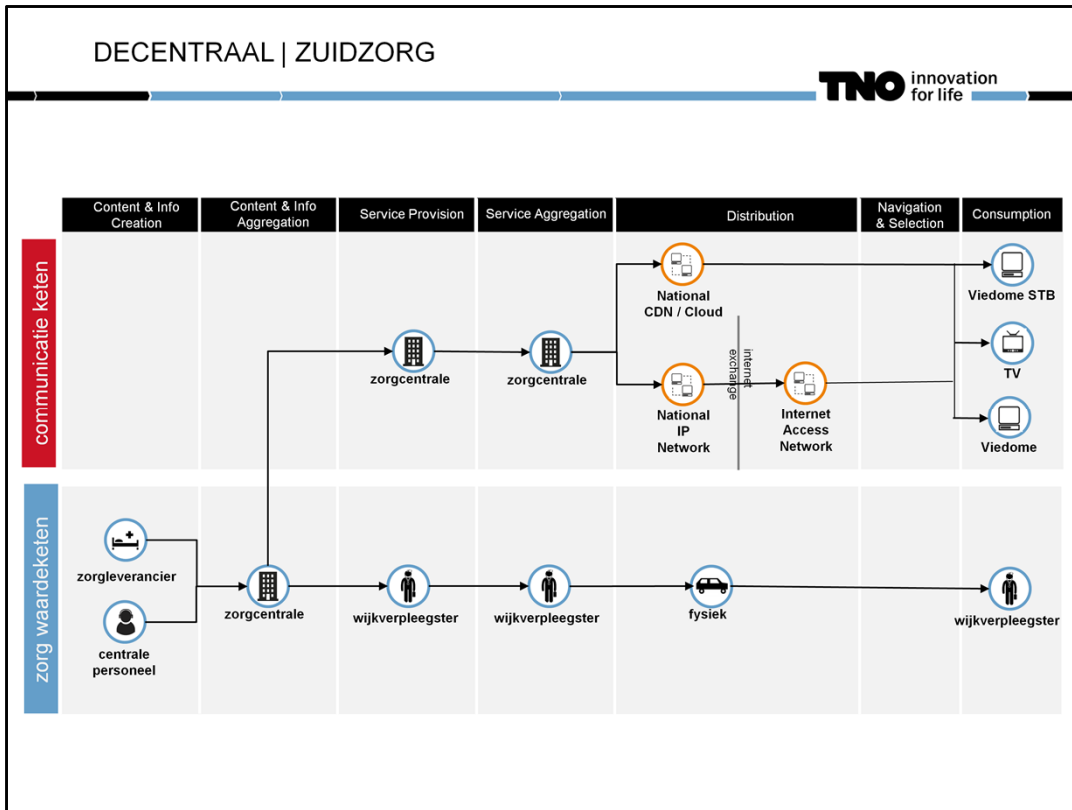 DECENTRAAL | ZUIDZORG
TNO innovation
for life
Content & Info
Creation
Content & Info
Aggregation
Service Provision
Service Aggregation
Distribution
Navigation
& Selection
Consumption
communicatie keten
zorgcentrale
zorgcentrale
National
CDN / Cloud
National
IP
Network
internet
exchange
Internet
Access
Network
Viedome STB
TV
Viedome
zorg waardeketen
zorgleverancier
centrale
personeel
zorgcentrale
wijkverpleegster
wijkverpleegster
fysiek
wijkverpleegster